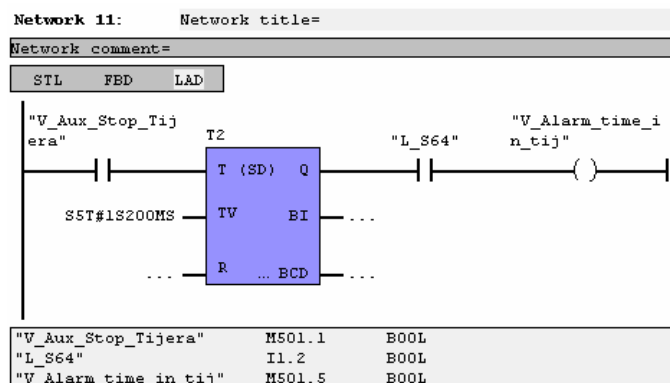 Network 11: Network title=
Network comment=
STL FBD LAD
"V_Aux_Stop_Tij
era"
T2
"L_S64"
"V_Alarm_time_i
n_tij"
T (SD) Q
S5T#1S200MS TV BI ...
... R ... BCD ...
"V_Aux_Stop_Tijera" M501.1 BOOL
"L_S64" I1.2 BOOL
"V_Alarm_time_in_tij" M501.5 BOOL